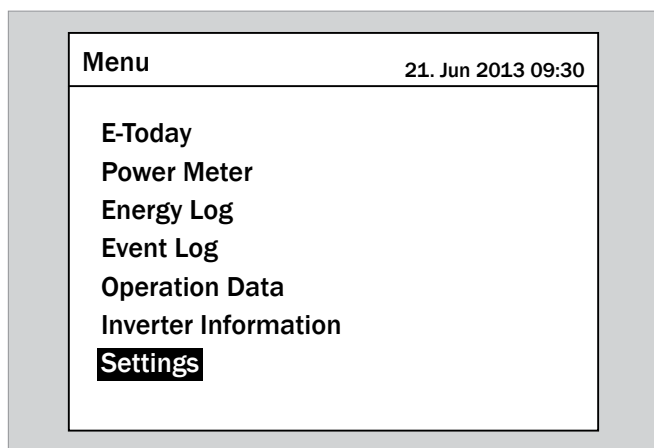 Menu
21. Jun 2013 09:30
E-Today
Power Meter
Energy Log
Event Log
Operation Data
Inverter Information
Settings